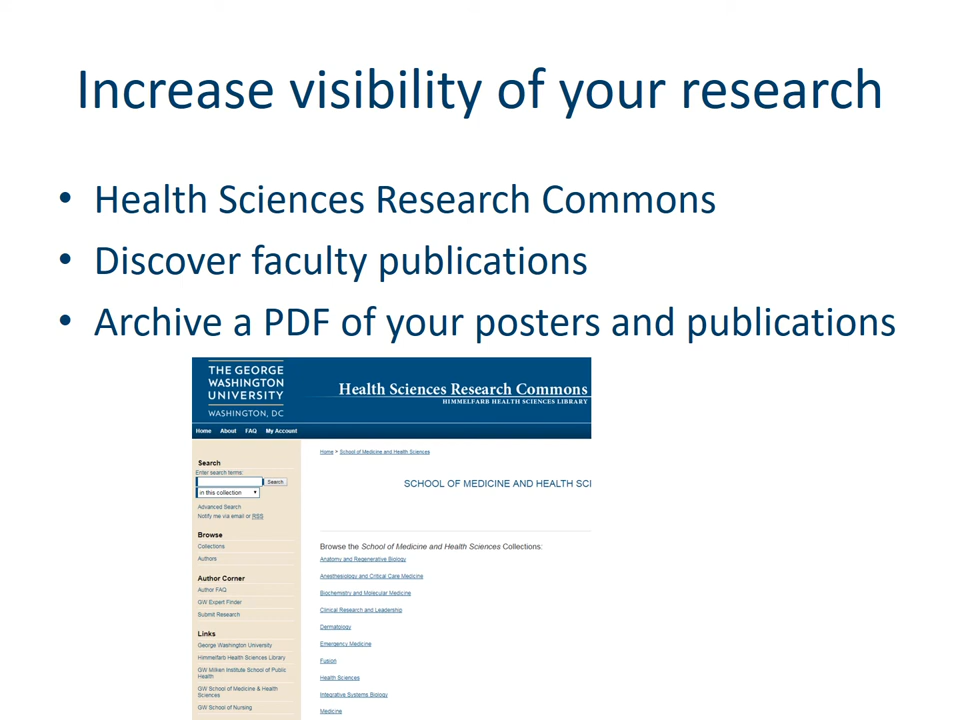 Increase visibility of your research
• Health Sciences Research Commons
• Discover faculty publications
• Archive a PDF of your posters and publications
THE GEORGE
WASHINGTON
UNIVERSITY
WASHINGTON, DC
Health Sciences Research Commons
HIMMELFARB HEALTH SCIENCES LIBRARY
Home About FAQ My Account
Search
Enter search terms:
Search
in this collection
Advanced Search
Notify me via email or RSS
Browse
Collections
Authors
Author Corner
Author FAQ
GW Expert Finder
Submit Research
Links
George Washington University
Himmelfarb Health Sciences Library
GW Milken Institute School of Public
Health
GW School of Medicine & Health
Sciences
GW School of Nursing
Home > School of Medicine and Health Sciences
SCHOOL OF MEDICINE AND HEALTH SCI
Browse the School of Medicine and Health Sciences Collections:
Anatomy and Regenerative Biology
Anesthesiology and Critical Care Medicine
Biochemistry and Molecular Medicine
Clinical Research and Leadership
Dermatology
Emergency Medicine
Fusion
Health Sciences
Integrative Systems Biology
Medicine